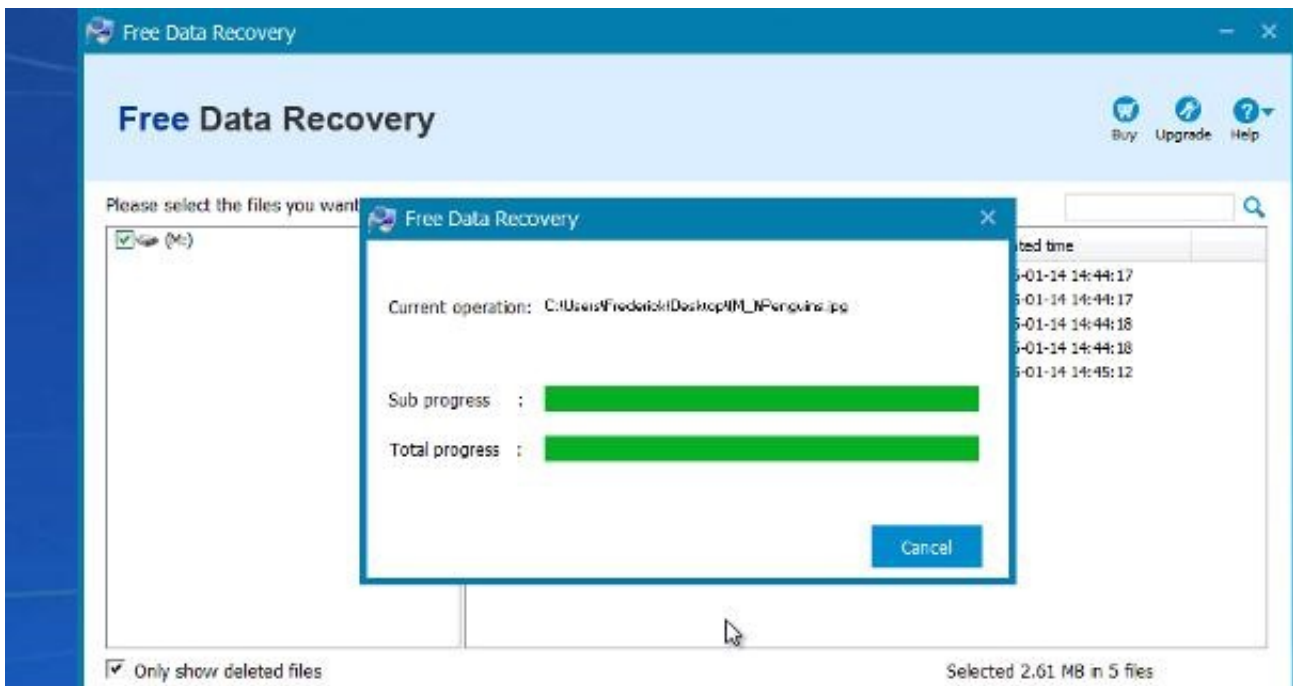 Free Data Recovery
Free Data Recovery
Buy Upgrade Help
Please select the files you want
Free Data Recovery
(M:)
ated time
5-01-14 14:44:17
Current operation: C:\Users\Frederick\Desktop\(M_)\Penguins.jpg
5-01-14 14:44:17
5-01-14 14:44:18
5-01-14 14:44:18
5-01-14 14:45:12
Sub progress :
Total progress :
Cancel
Only show deleted files
Selected 2.61 MB in 5 files